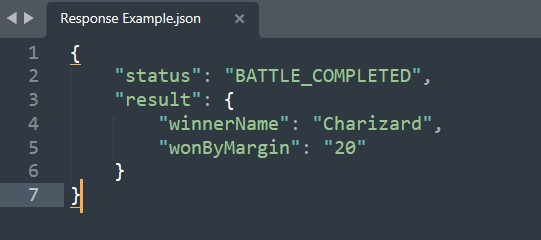 Response Example.json
1 {
2     "status": "BATTLE_COMPLETED",
3     "result": {
4         "winnerName": "Charizard",
5         "wonByMargin": "20"
6     }
7 }